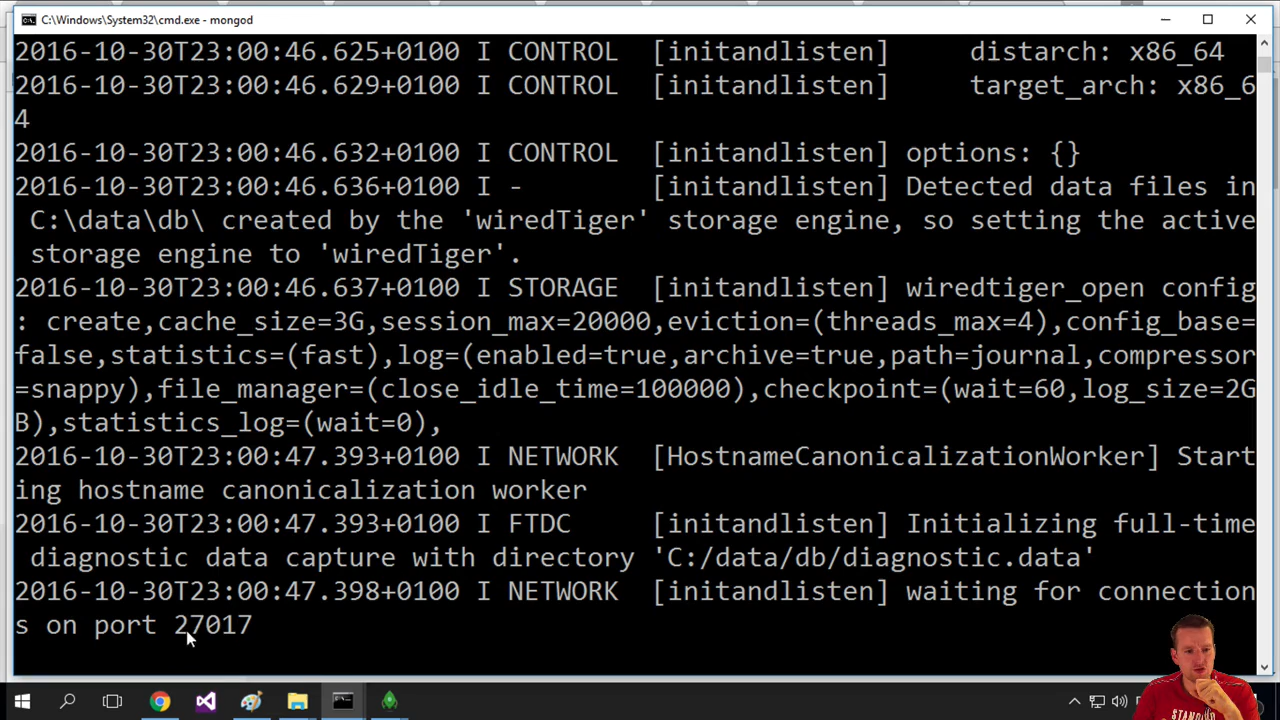 C:\Windows\System32\cmd.exe - mongod
2016-10-30T23:00:46.625+0100 I CONTROL  [initandlisten]     distarch: x86_64
2016-10-30T23:00:46.629+0100 I CONTROL  [initandlisten]     target_arch: x86_6
4
2016-10-30T23:00:46.632+0100 I CONTROL  [initandlisten] options: {}
2016-10-30T23:00:46.636+0100 I -        [initandlisten] Detected data files in
 C:\data\db\ created by the 'wiredTiger' storage engine, so setting the active
 storage engine to 'wiredTiger'.
2016-10-30T23:00:46.637+0100 I STORAGE  [initandlisten] wiredtiger_open config
: create,cache_size=3G,session_max=20000,eviction=(threads_max=4),config_base=
false,statistics=(fast),log=(enabled=true,archive=true,path=journal,compressor
=snappy),file_manager=(close_idle_time=100000),checkpoint=(wait=60,log_size=2G
B),statistics_log=(wait=0),
2016-10-30T23:00:47.393+0100 I NETWORK  [HostnameCanonicalizationWorker] Start
ing hostname canonicalization worker
2016-10-30T23:00:47.393+0100 I FTDC     [initandlisten] Initializing full-time
 diagnostic data capture with directory 'C:/data/db/diagnostic.data'
2016-10-30T23:00:47.398+0100 I NETWORK  [initandlisten] waiting for connection
s on port 27017